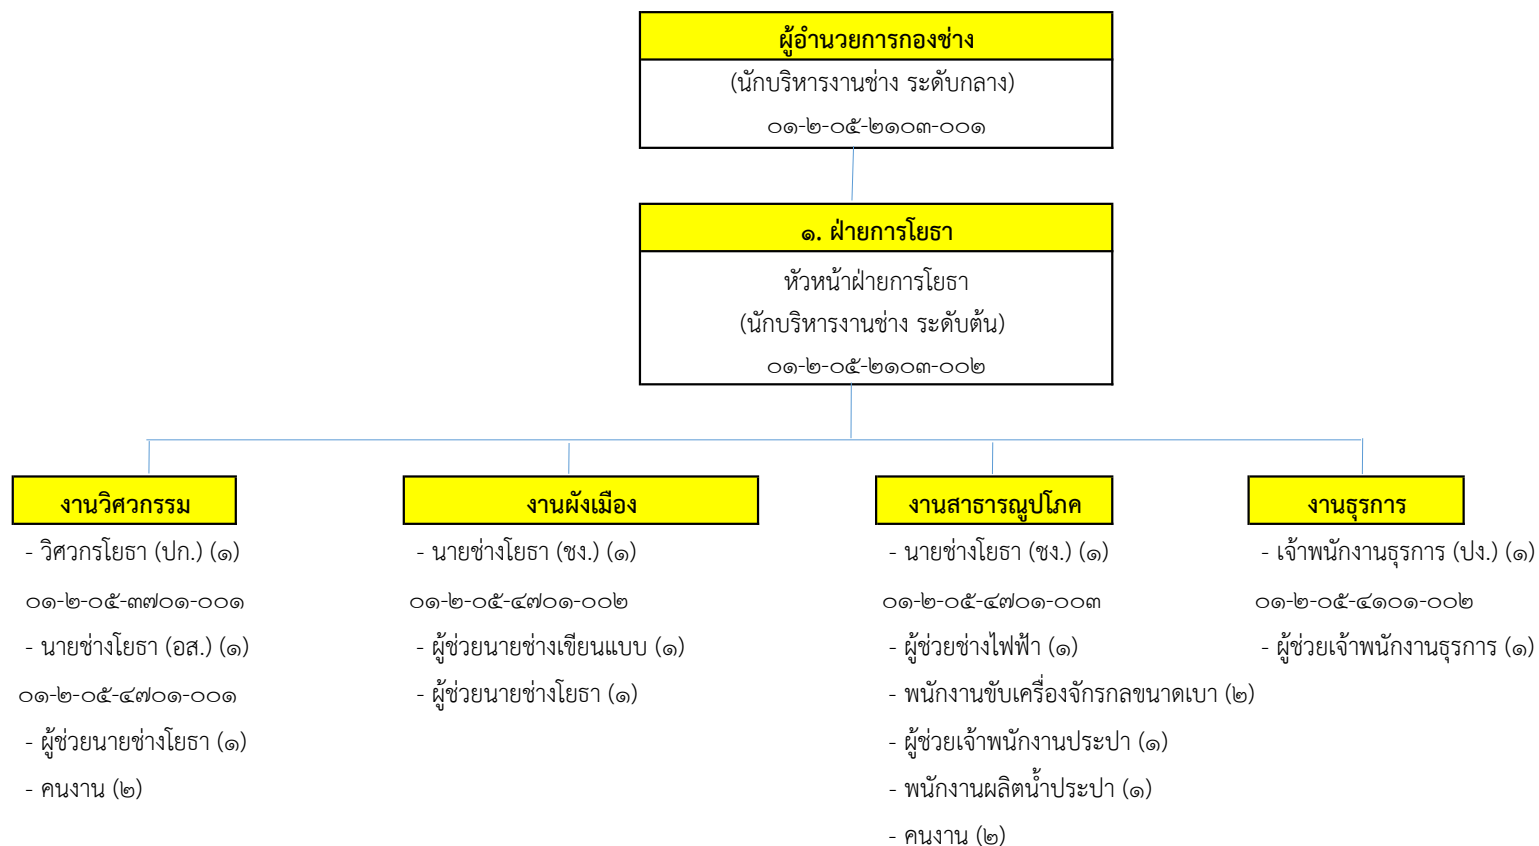 ผู้อำนวยการกองช่าง
(นักบริหารงานช่าง ระดับกลาง)
๐๑-๒-๐๕-๒๑๐๓-๐๐๑
๑. ฝ่ายการโยธา
หัวหน้าฝ่ายการโยธา
(นักบริหารงานช่าง ระดับต้น)
๐๑-๒-๐๕-๒๑๐๓-๐๐๒
งานวิศวกรรม
- วิศวกรโยธา (ปก.) (๑)
๐๑-๒-๐๕-๓๗๐๑-๐๐๑
- นายช่างโยธา (อส.) (๑)
๐๑-๒-๐๕-๔๗๐๑-๐๐๑
- ผู้ช่วยนายช่างโยธา (๑)
- คนงาน (๒)
งานผังเมือง
- นายช่างโยธา (ชง.) (๑)
๐๑-๒-๐๕-๔๗๐๑-๐๐๒
- ผู้ช่วยนายช่างเขียนแบบ (๑)
- ผู้ช่วยนายช่างโยธา (๑)
งานสาธารณูปโภค
- นายช่างโยธา (ชง.) (๑)
๐๑-๒-๐๕-๔๗๐๑-๐๐๓
- ผู้ช่วยช่างไฟฟ้า (๑)
- พนักงานขับเครื่องจักรกลขนาดเบา (๒)
- ผู้ช่วยเจ้าพนักงานประปา (๑)
- พนักงานผลิตน้ำประปา (๑)
- คนงาน (๒)
งานธุรการ
- เจ้าพนักงานธุรการ (ปง.) (๑)
๐๑-๒-๐๕-๔๑๐๑-๐๐๒
- ผู้ช่วยเจ้าพนักงานธุรการ (๑)